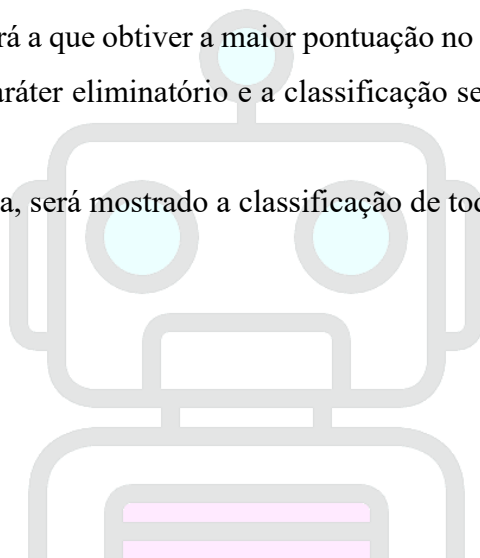 rá a que obtiver a maior pontuação no
aráter eliminatório e a classificação se
a, será mostrado a classificação de tod